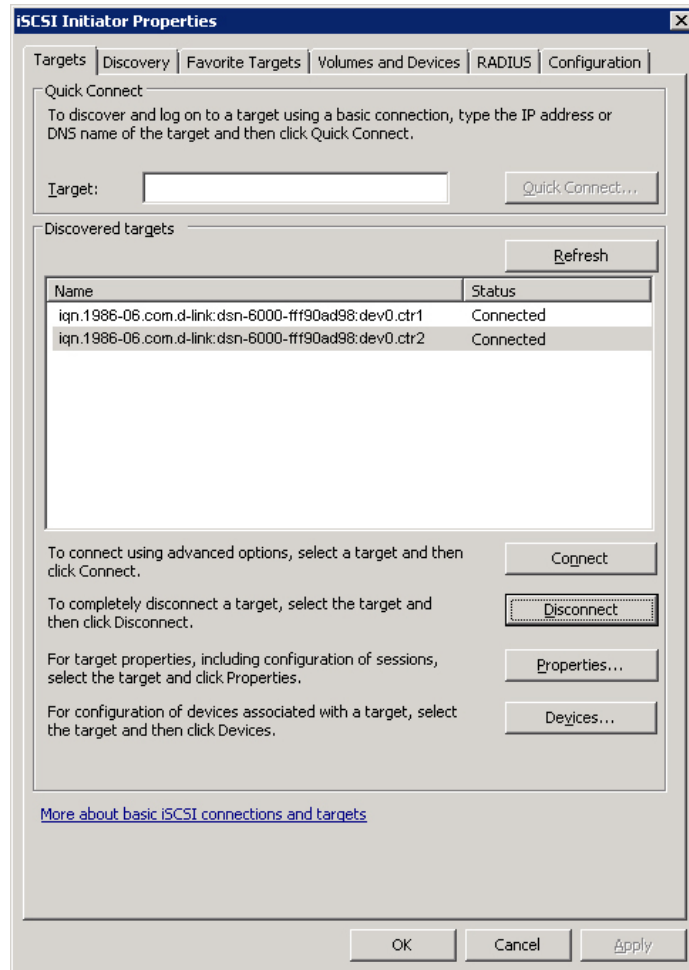 iSCSI Initiator Properties
Targets Discovery Favorite Targets Volumes and Devices RADIUS Configuration
Quick Connect
To discover and log on to a target using a basic connection, type the IP address or
DNS name of the target and then click Quick Connect.
Target:
Quick Connect...
Discovered targets
Refresh
Name Status
iqn.1986-06.com.d-link:dsn-6000-fff90ad98:dev0.ctr1 Connected
iqn.1986-06.com.d-link:dsn-6000-fff90ad98:dev0.ctr2 Connected
To connect using advanced options, select a target and then
click Connect.
Connect
To completely disconnect a target, select the target and
then click Disconnect.
Disconnect
For target properties, including configuration of sessions,
select the target and click Properties.
Properties...
For configuration of devices associated with a target, select
the target and then click Devices.
Devices...
More about basic iSCSI connections and targets
OK Cancel Apply